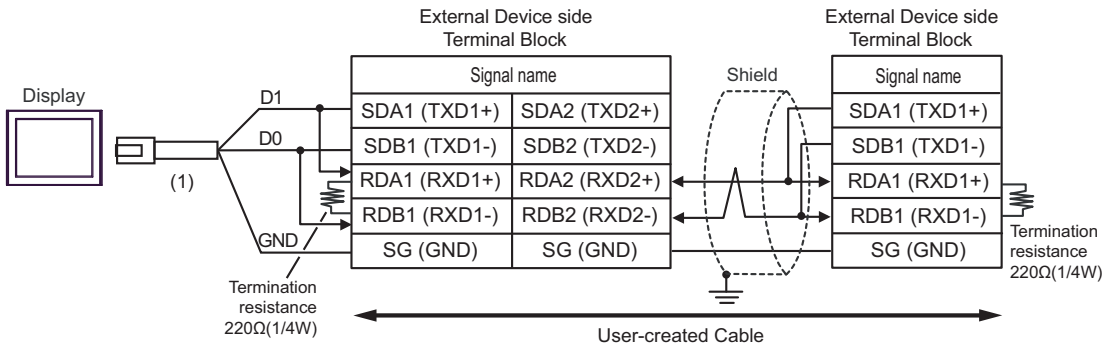 External Device side
Terminal Block
External Device side
Terminal Block
Display
(1)
D1
D0
GND
Signal name
SDA1 (TXD1+) SDA2 (TXD2+)
SDB1 (TXD1-) SDB2 (TXD2-)
RDA1 (RXD1+) RDA2 (RXD2+)
RDB1 (RXD1-) RDB2 (RXD2-)
SG (GND) SG (GND)
Termination
resistance
220Ω(1/4W)
Shield
Signal name
SDA1 (TXD1+)
SDB1 (TXD1-)
RDA1 (RXD1+)
RDB1 (RXD1-)
SG (GND)
Termination
resistance
220Ω(1/4W)
User-created Cable